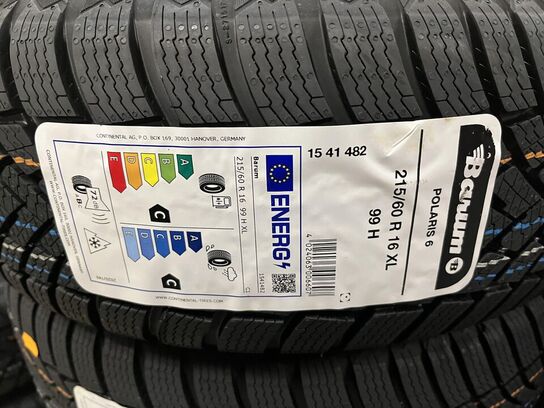 CONTINENTAL AG, P.O. BOX 169, 30001 HANOVER, GERMANY
Barum
POLARIS 6
215/60 R 16 XL
99 H
15 41 482
ENERG
Barum
215/60 R 16 99 H XL
1541482
C1
A
B
C
D
E
C
A
B
C
D
E
C
72 dB
WWW.CONTINENTAL-TIRES.COM